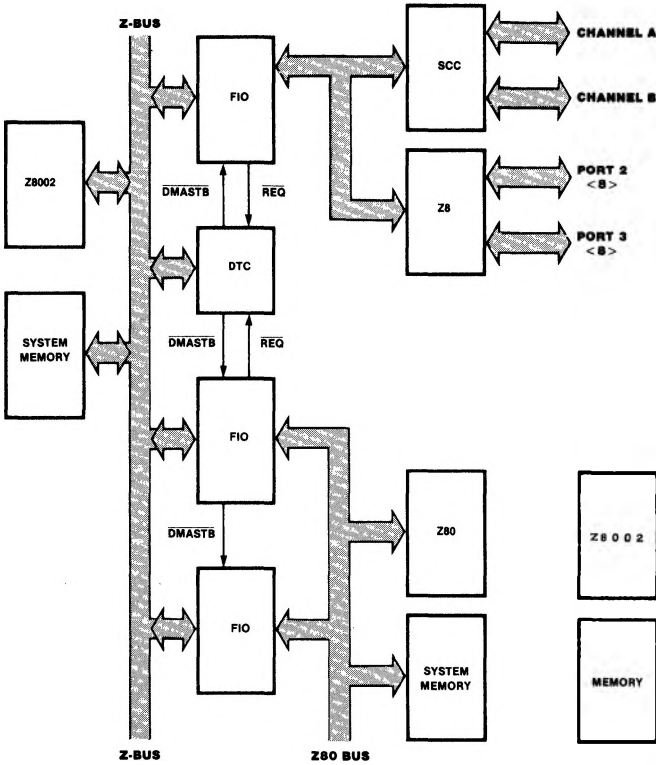 Z-BUS
FIO
SCC
CHANNEL A
CHANNEL B
Z8002
DMASTB
REQ
Z8
PORT 2
<8>
PORT 3
<8>
DTC
SYSTEM
MEMORY
DMASTB
REQ
FIO
Z80
Z8002
DMASTB
FIO
SYSTEM
MEMORY
MEMORY
Z-BUS
Z80 BUS